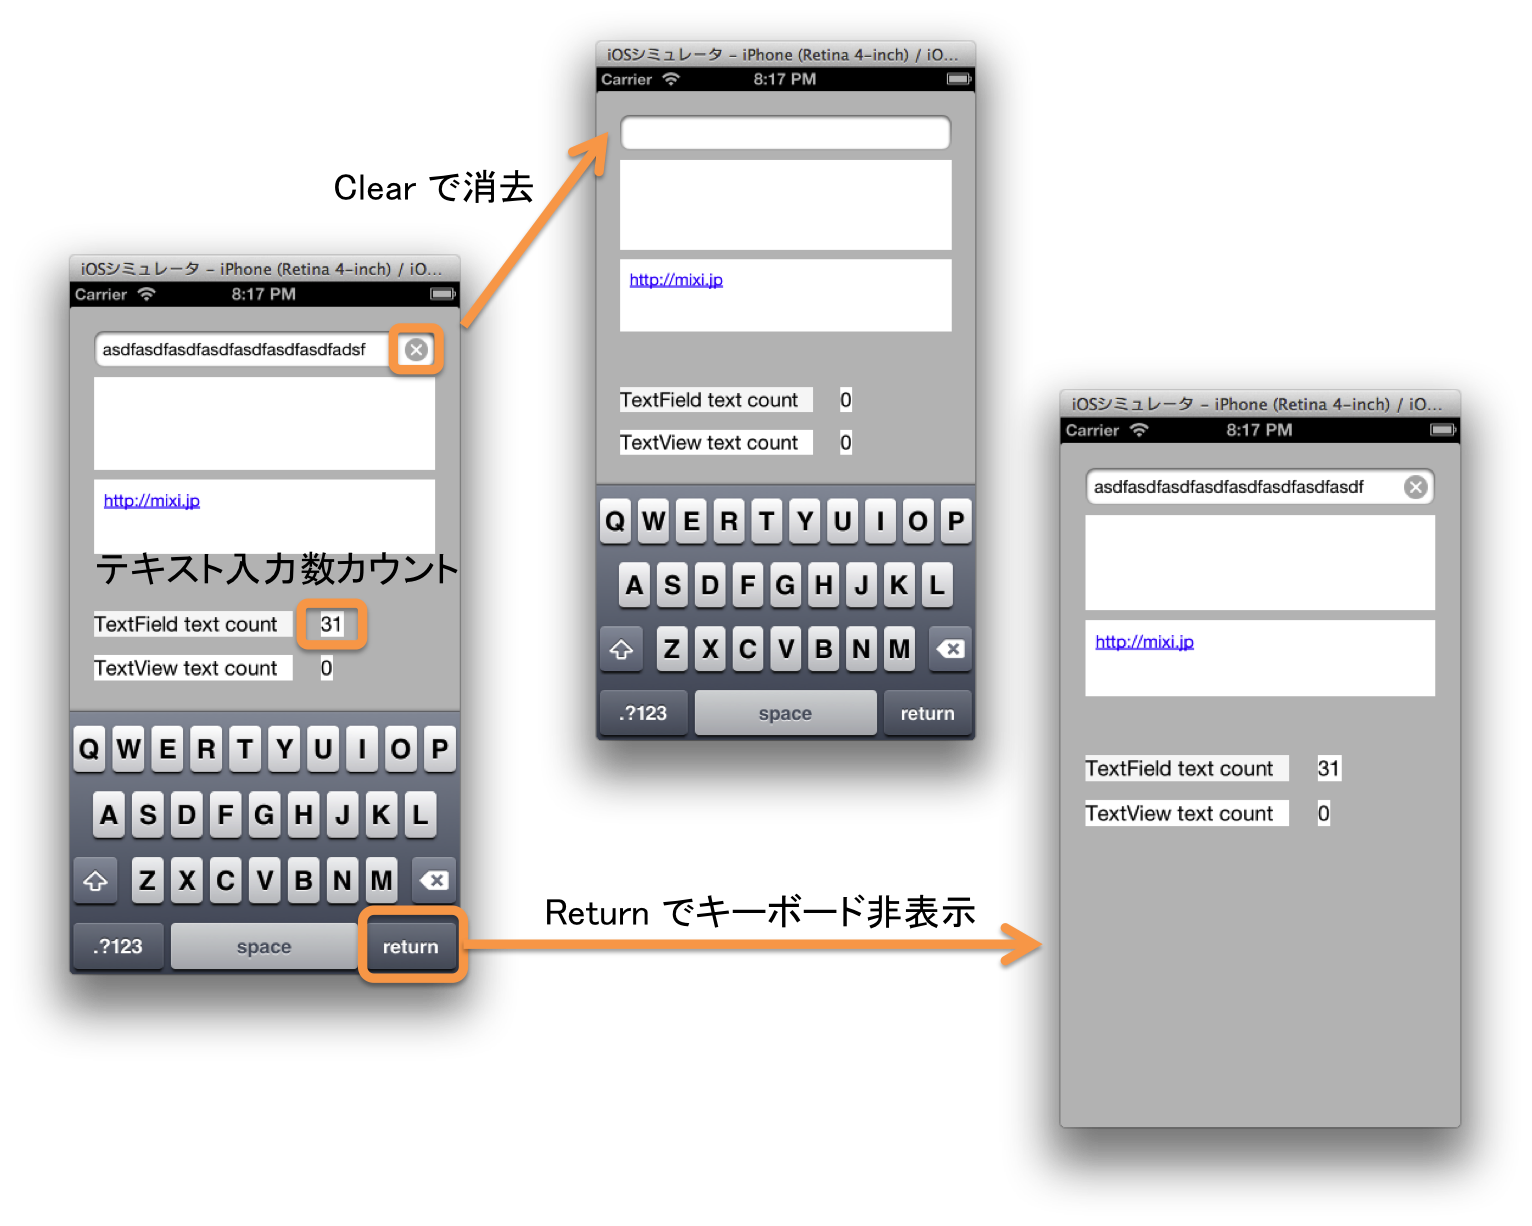 iOSシミュレータ – iPhone (Retina 4-inch) / iO...
Carrier 8:17 PM
http://mixi.jp
TextField text count 0
TextView text count 0
Q W E R T Y U I O P
A S D F G H J K L
Z X C V B N M
.?123 space return
Clear で消去
iOSシミュレータ – iPhone (Retina 4-inch) / iO...
Carrier 8:17 PM
asdfasdfasdfasdfasdfasdfasdfadsf
http://mixi.jp
テキスト入力数カウント
TextField text count 31
TextView text count 0
Q W E R T Y U I O P
A S D F G H J K L
Z X C V B N M
.?123 space return
Return でキーボード非表示
iOSシミュレータ – iPhone (Retina 4-inch) / iO...
Carrier 8:17 PM
asdfasdfasdfasdfasdfasdfasdfasdf
http://mixi.jp
TextField text count 31
TextView text count 0